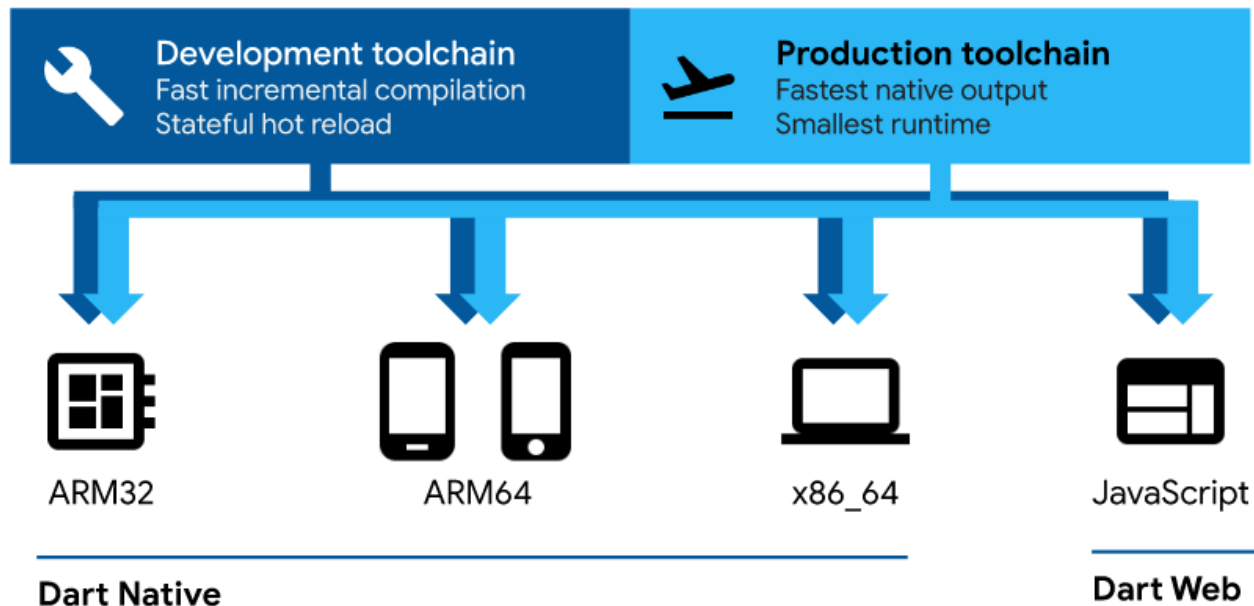 Development toolchain
Fast incremental compilation
Stateful hot reload
Production toolchain
Fastest native output
Smallest runtime
ARM32
ARM64
x86_64
JavaScript
Dart Native
Dart Web